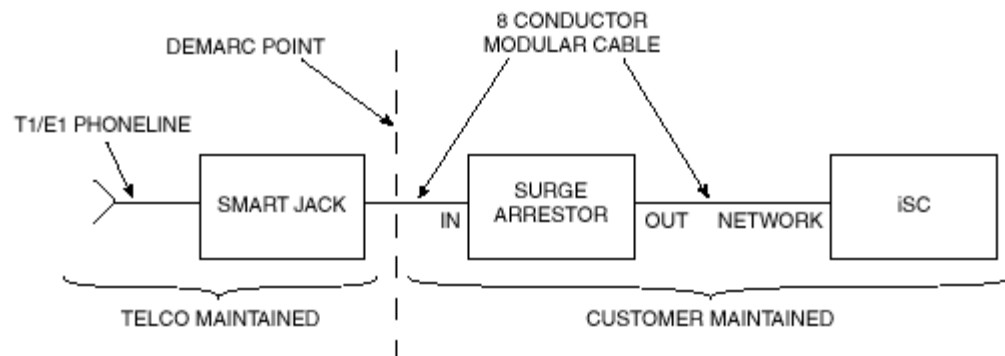 8 CONDUCTOR
MODULAR CABLE
DEMARC POINT
T1/E1 PHONELINE
SMART JACK
IN
SURGE
ARRESTOR
OUT
NETWORK
iSC
TELCO MAINTAINED
CUSTOMER MAINTAINED